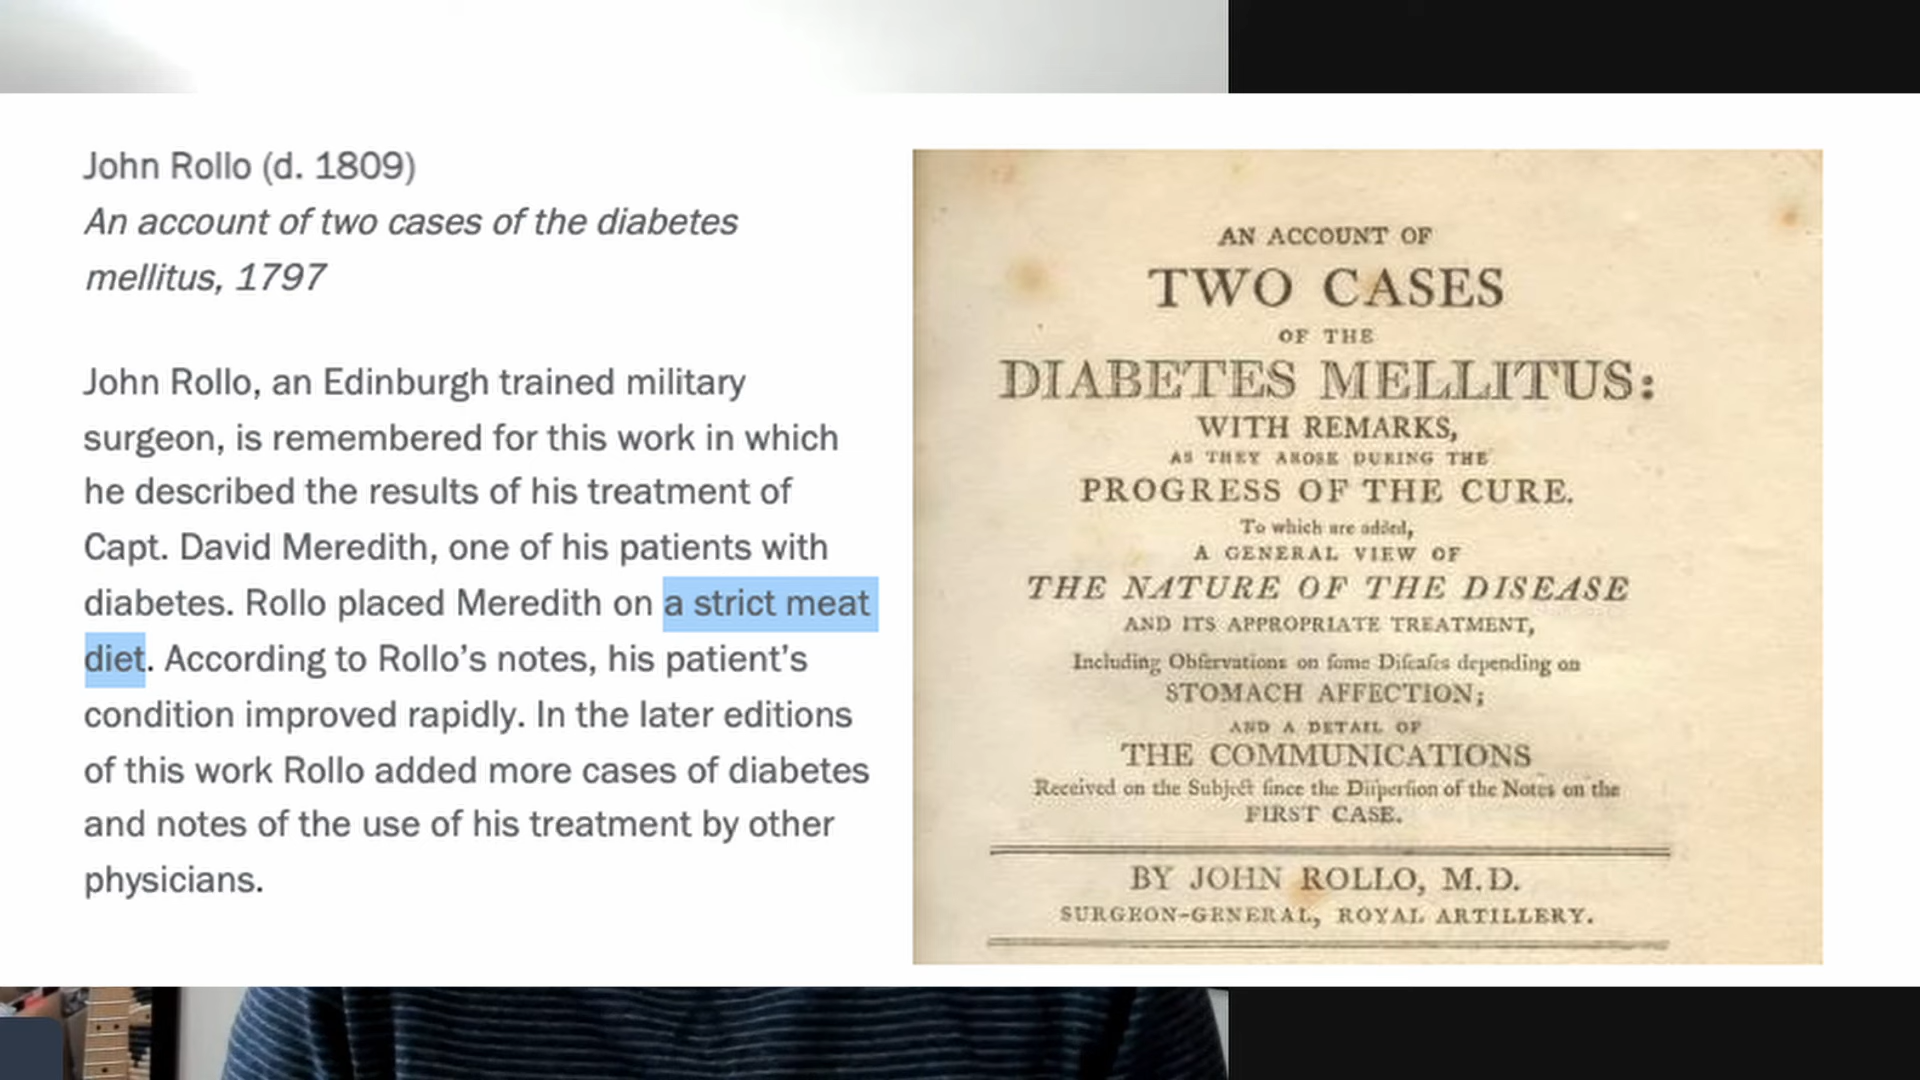 John Rollo (d. 1809)
An account of two cases of the diabetes
mellitus, 1797
John Rollo, an Edinburgh trained military
surgeon, is remembered for this work in which
he described the results of his treatment of
Capt. David Meredith, one of his patients with
diabetes. Rollo placed Meredith on a strict meat
diet. According to Rollo’s notes, his patient’s
condition improved rapidly. In the later editions
of this work Rollo added more cases of diabetes
and notes of the use of his treatment by other
physicians.
AN ACCOUNT OF
TWO CASES
OF THE
DIABETES MELLITUS:
WITH REMARKS,
AS THEY AROSE DURING THE
PROGRESS OF THE CURE.
To which are added,
A GENERAL VIEW OF
THE NATURE OF THE DISEASE
AND ITS APPROPRIATE TREATMENT,
Including Obſervations on ſome Diſeaſes depending on
STOMACH AFFECTION;
AND A DETAIL OF
THE COMMUNICATIONS
Received on the Subject ſince the Diſperſion of the Notes on the
FIRST CASE.
BY JOHN ROLLO, M.D.
SURGEON-GENERAL, ROYAL ARTILLERY.